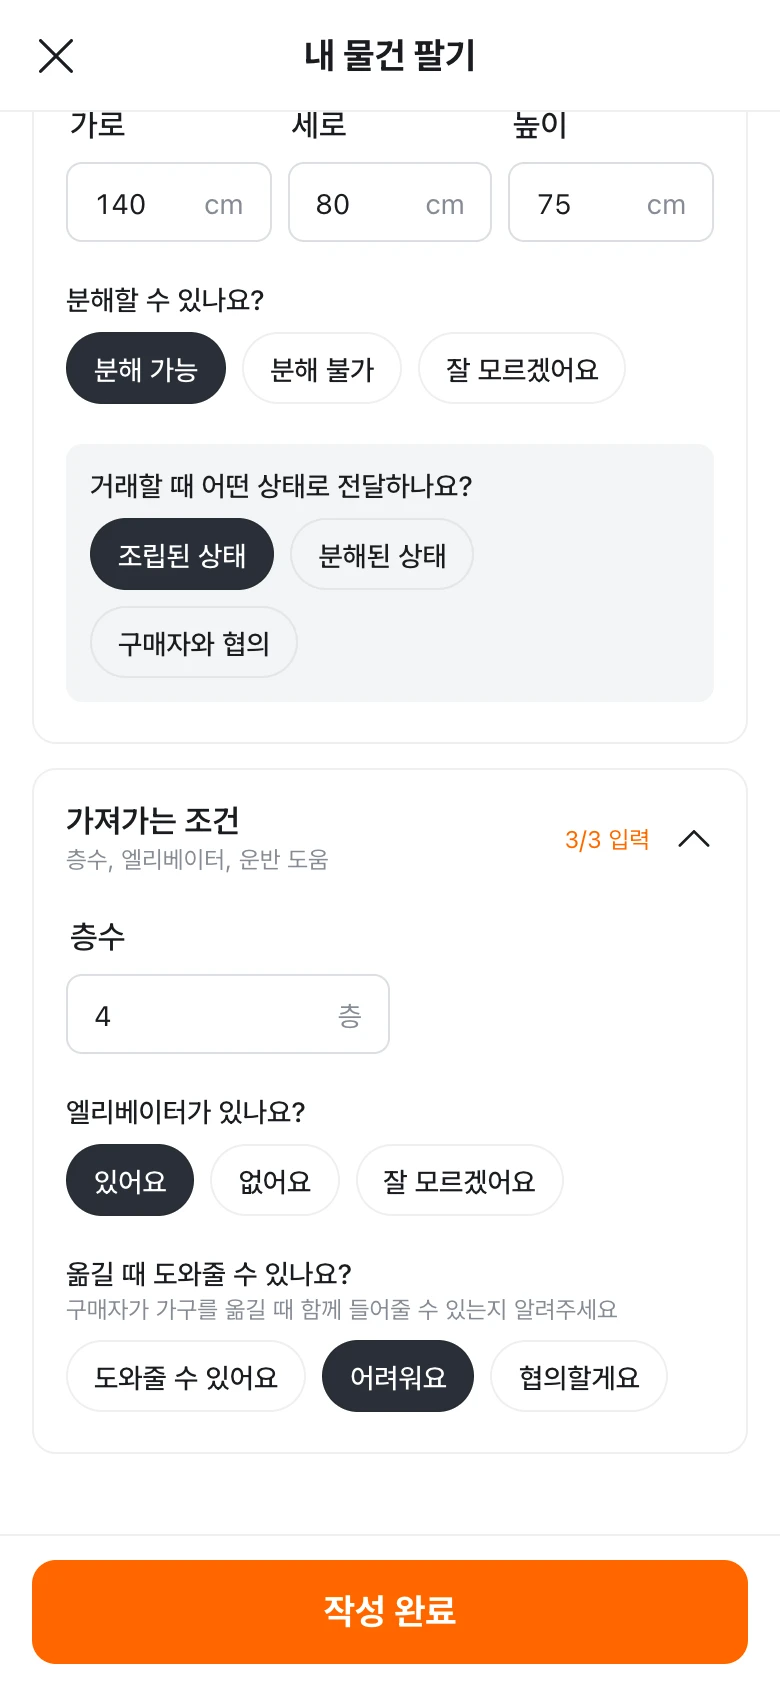 내 물건 팔기
가로 세로 높이
140 cm 80 cm 75 cm
분해할 수 있나요?
분해 가능 분해 불가 잘 모르겠어요
거래할 때 어떤 상태로 전달하나요?
조립된 상태 분해된 상태
구매자와 협의
가져가는 조건
3/3 입력
층수, 엘리베이터, 운반 도움
층수
4 층
엘리베이터가 있나요?
있어요 없어요 잘 모르겠어요
옮길 때 도와줄 수 있나요?
구매자가 가구를 옮길 때 함께 들어줄 수 있는지 알려주세요
도와줄 수 있어요 어려워요 협의할게요
작성 완료